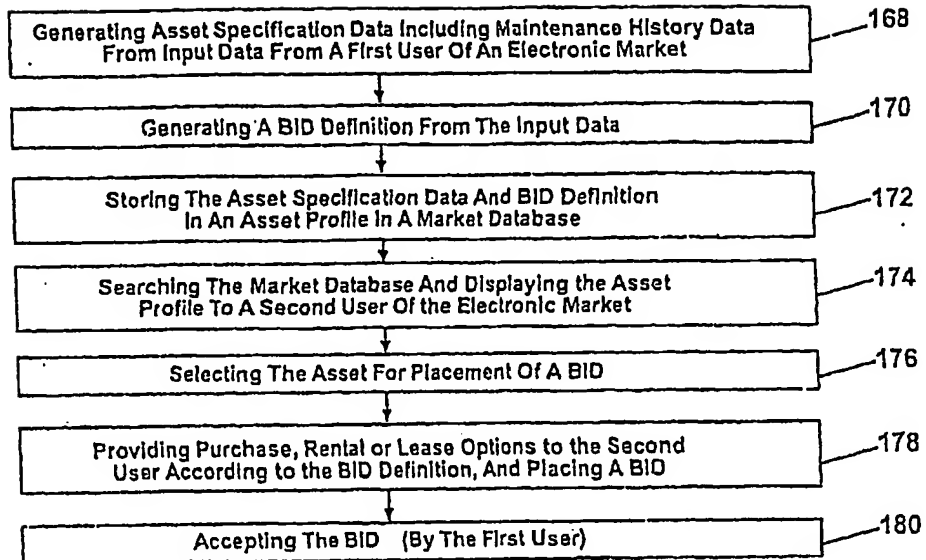 Generating Asset Specification Data Including Maintenance History Data
From Input Data From A First User Of An Electronic Market
168
Generating A BID Definition From The Input Data
170
Storing The Asset Specification Data And BID Definition
In An Asset Profile In A Market Database
172
Searching The Market Database And Displaying the Asset
Profile To A Second User Of the Electronic Market
174
Selecting The Asset For Placement Of A BID
176
Providing Purchase, Rental or Lease Options to the Second
User According to the BID Definition, And Placing A BID
178
Accepting The BID (By The First User)
180